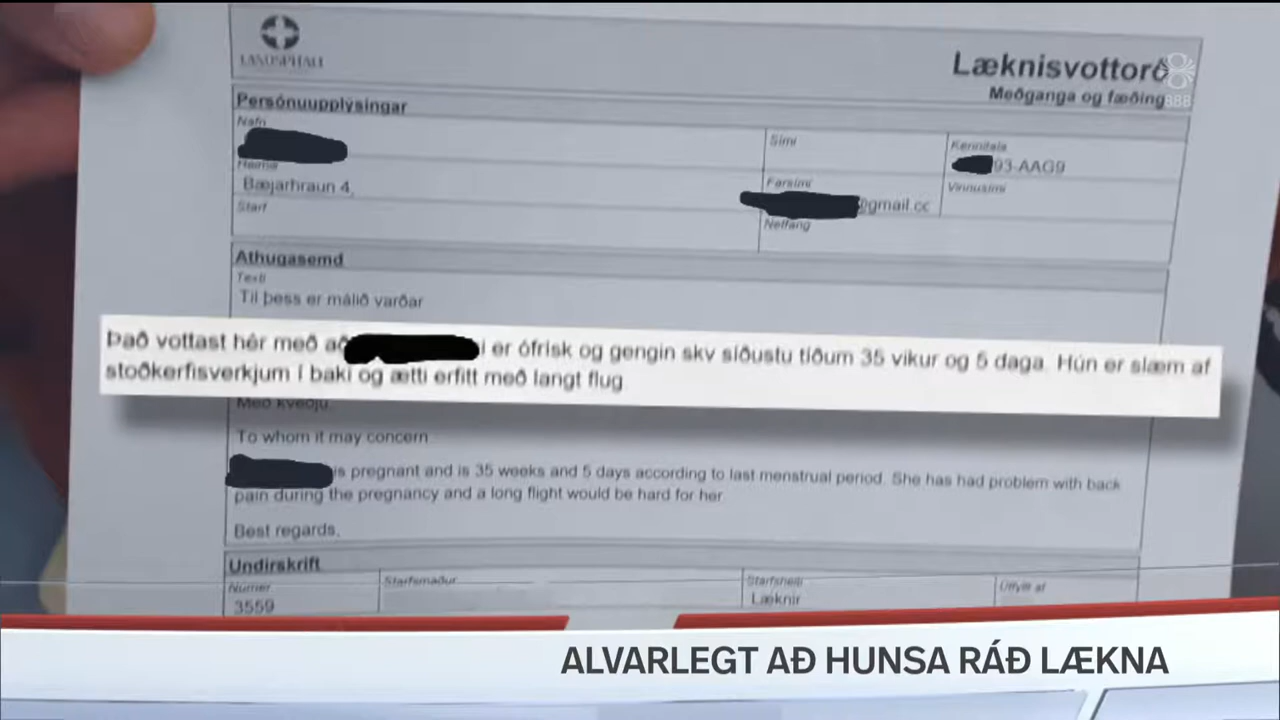 LANDSPÍTALI
Læknisvottorð
Meðganga og fæðing
888
Persónuupplýsingar
Nafn
Sími
Kennitala
93-AAG9
Heimili
Farsími
Vinnusími
Bæjarhraun 4,
@gmail.cc
Starf
Netfang
Athugasemd
Texti
Til þess er málið varðar
Það vottast hér með að i er ófrisk og gengin skv síðustu tíðum 35 vikur og 5 daga. Hún er slæm af
stoðkerfisverkjum í baki og ætti erfitt með langt flug.
Með kveðju.
To whom it may concern
is pregnant and is 35 weeks and 5 days according to last menstrual period. She has had problem with back
pain during the pregnancy and a long flight would be hard for her
Best regards,
Undirskrift
Númer
Starfsmaður
Starfsheiti
Útfyllt af
3559
Læknir
ALVARLEGT AÐ HUNSA RÁÐ LÆKNA